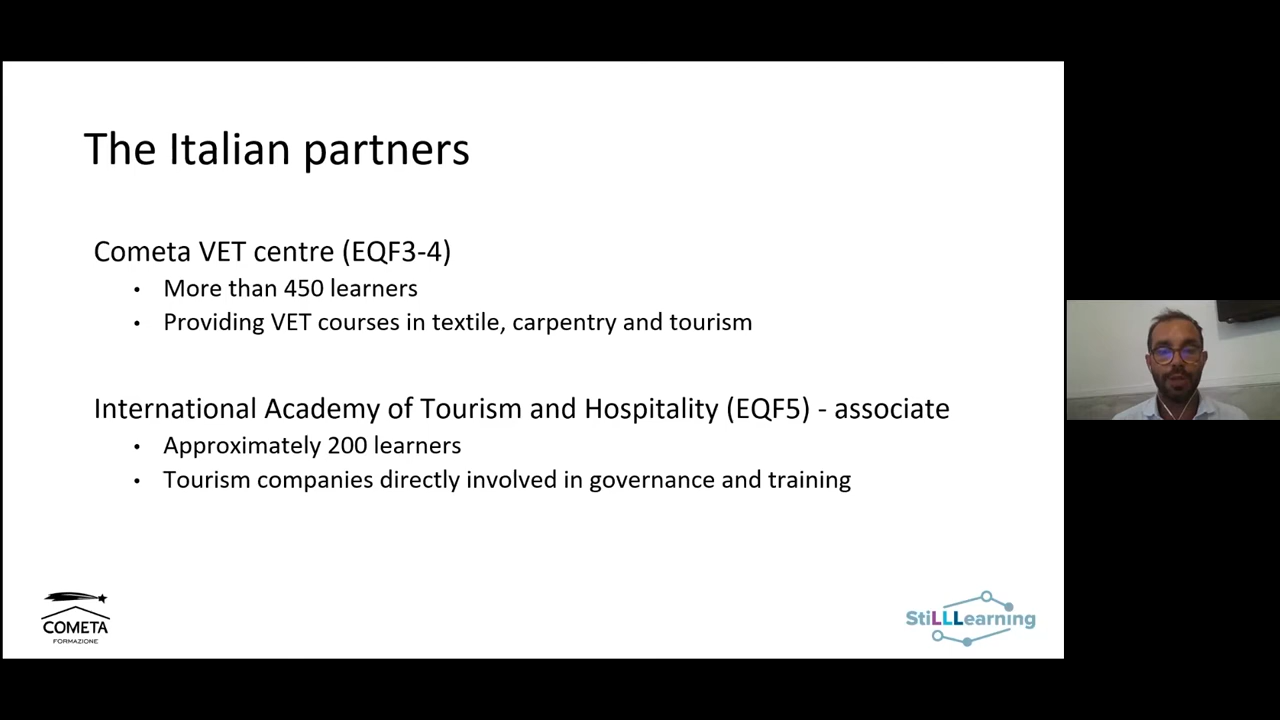 The Italian partners
Cometa VET centre (EQF3-4)
• More than 450 learners
• Providing VET courses in textile, carpentry and tourism
International Academy of Tourism and Hospitality (EQF5) - associate
• Approximately 200 learners
• Tourism companies directly involved in governance and training
COMETA
FORMAZIONE
StiLLLearning